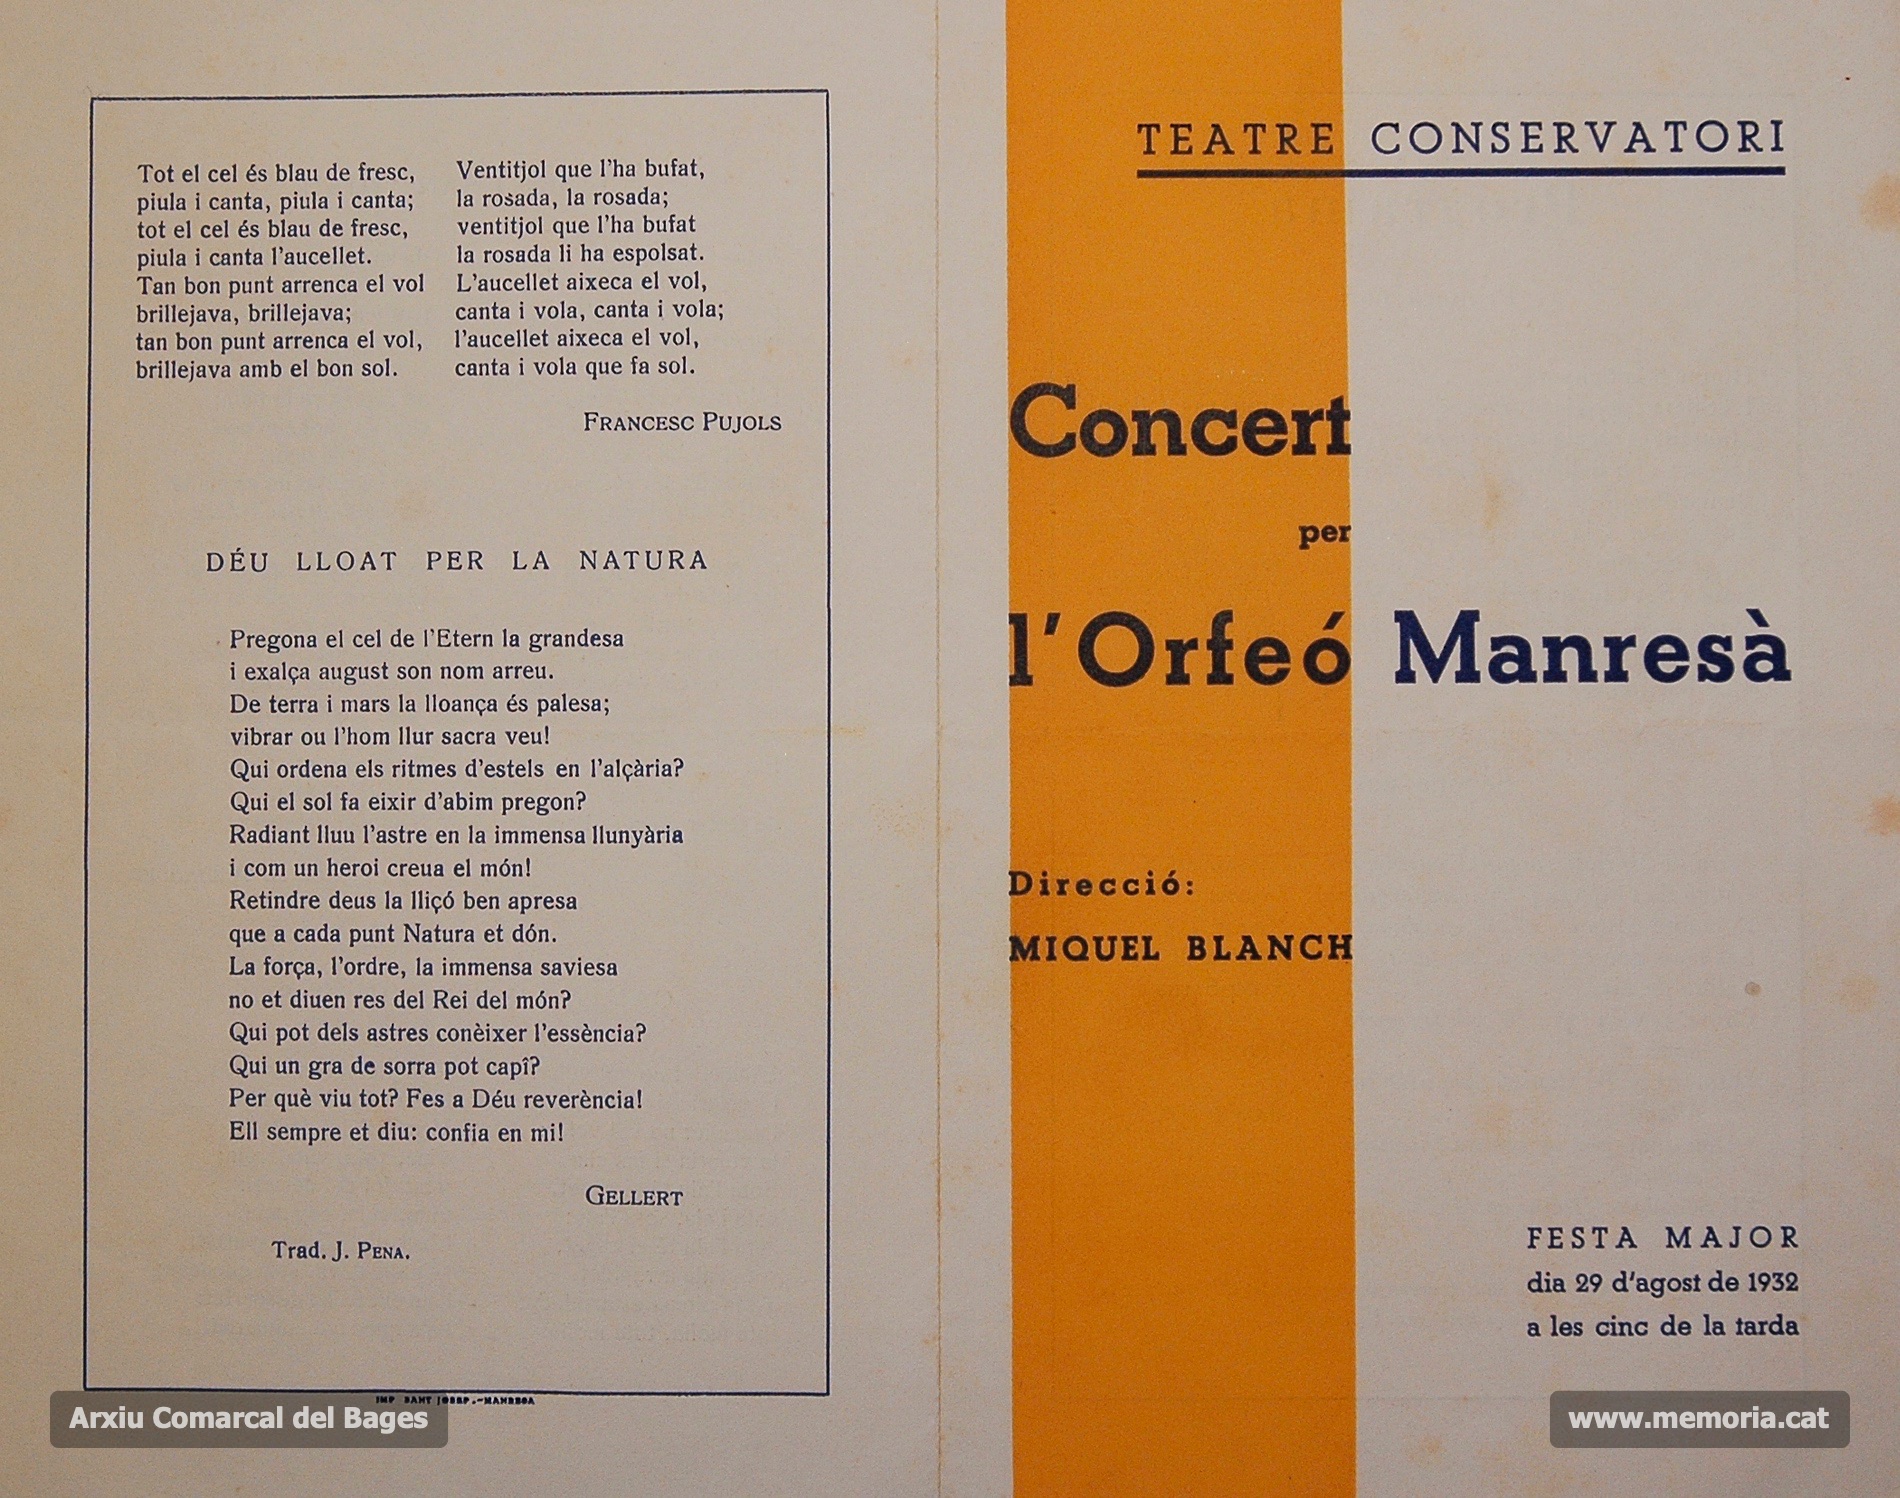 Tot el cel és blau de fresc,
piula i canta, piula i canta;
tot el cel és blau de fresc,
piula i canta l'aucellet.
Tan bon punt arrenca el vol
brillejava, brillejava;
tan bon punt arrenca el vol,
brillejava amb el bon sol.
Ventitjol que l'ha bufat,
la rosada, la rosada;
ventitjol que l'ha bufat
la rosada li ha espolsat.
L'aucellet aixeca el vol,
canta i vola, canta i vola;
l'aucellet aixeca el vol,
canta i vola que fa sol.
FRANCESC PUJOLS
DÉU LLOAT PER LA NATURA
Pregona el cel de l'Etern la grandesa
i exalça august son nom arreu.
De terra i mars la lloança és palesa;
vibrar ou l'hom llur sacra veu!
Qui ordena els ritmes d'estels en l'alçària?
Qui el sol fa eixir d'abim pregon?
Radiant lluu l'astre en la immensa llunyària
i com un heroi creua el món!
Retindre deus la lliçó ben apresa
que a cada punt Natura et dón.
La força, l'ordre, la immensa saviesa
no et diuen res del Rei del món?
Qui pot dels astres conèixer l'essència?
Qui un gra de sorra pot capî?
Per què viu tot? Fes a Déu reverència!
Ell sempre et diu: confia en mi!
GELLERT
Trad. J. PENA.
IMP SANT JOSEP.-MANRESA
Arxiu Comarcal del Bages
TEATRE CONSERVATORI
Concert
per
l'Orfeó Manresà
Direcció:
MIQUEL BLANCH
FESTA MAJOR
dia 29 d'agost de 1932
a les cinc de la tarda
www.memoria.cat